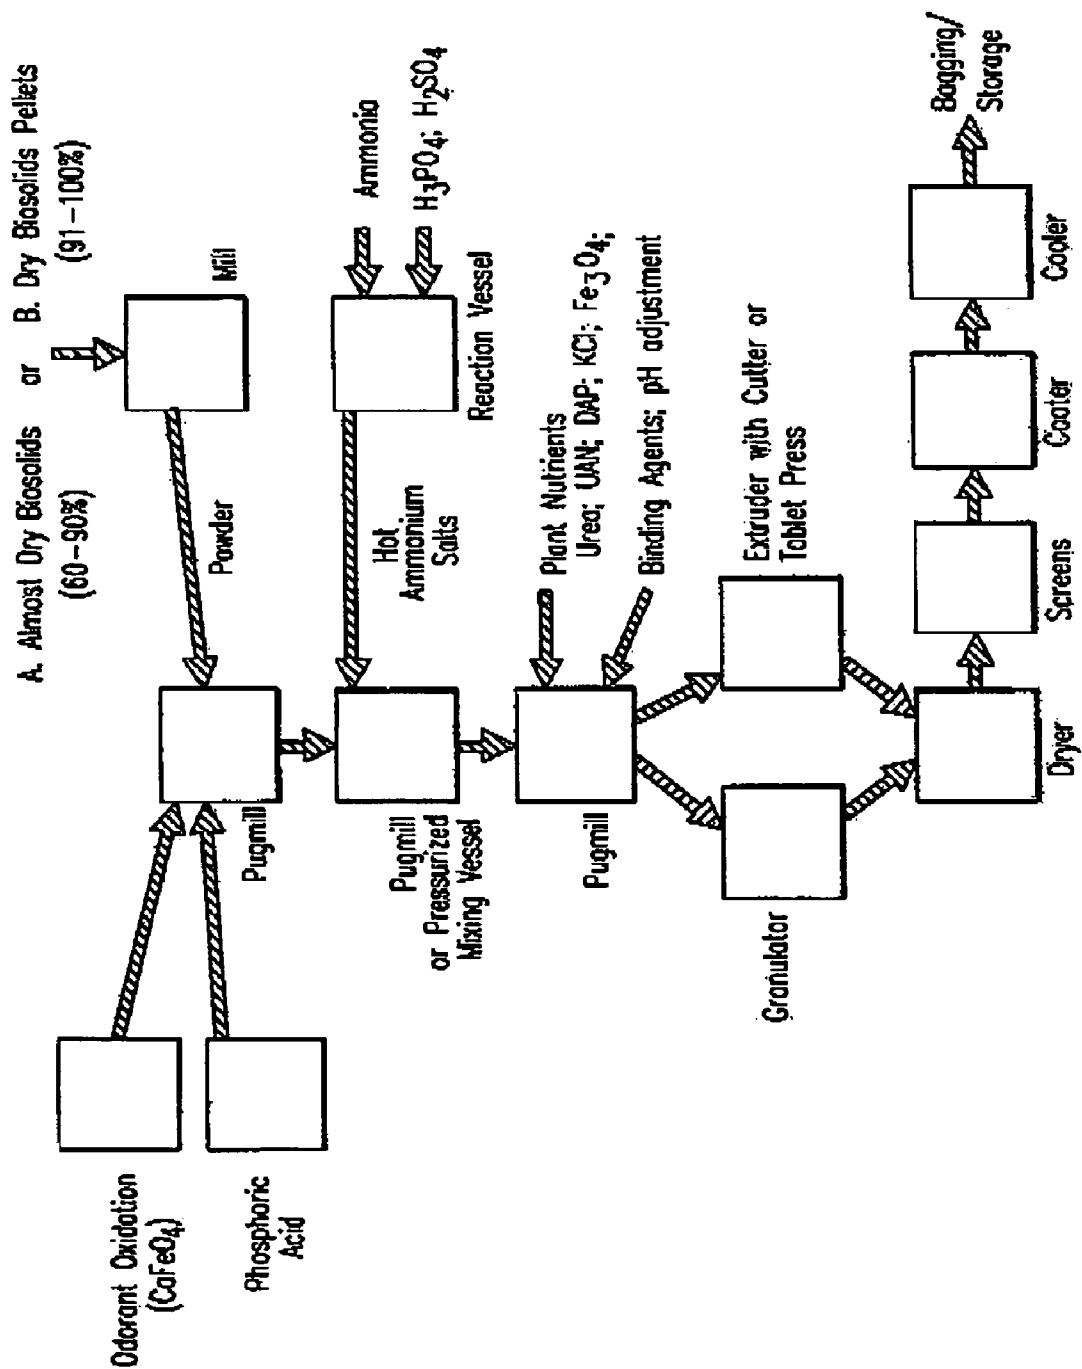 A. Almost Dry Biosolids or B. Dry Biosolids Pellets
(60-90%) (91-100%)
Odorant Oxidation
(CaFeO4)
Mill
Powder
Phosphoric
Acid
Pugmill
Ammonia
H3PO4; H2SO4
Reaction Vessel
Hot
Ammonium
Salts
Pugmill
or Pressurized
Mixing Vessel
Plant Nutrients
Urea; UAN; DAP; KCl; Fe3O4;
Binding Agents; pH adjustment
Pugmill
Extruder with Cutter or
Tablet Press
Granulator
Bagging/
Storage
Dryer
Screens
Coater
Cooler